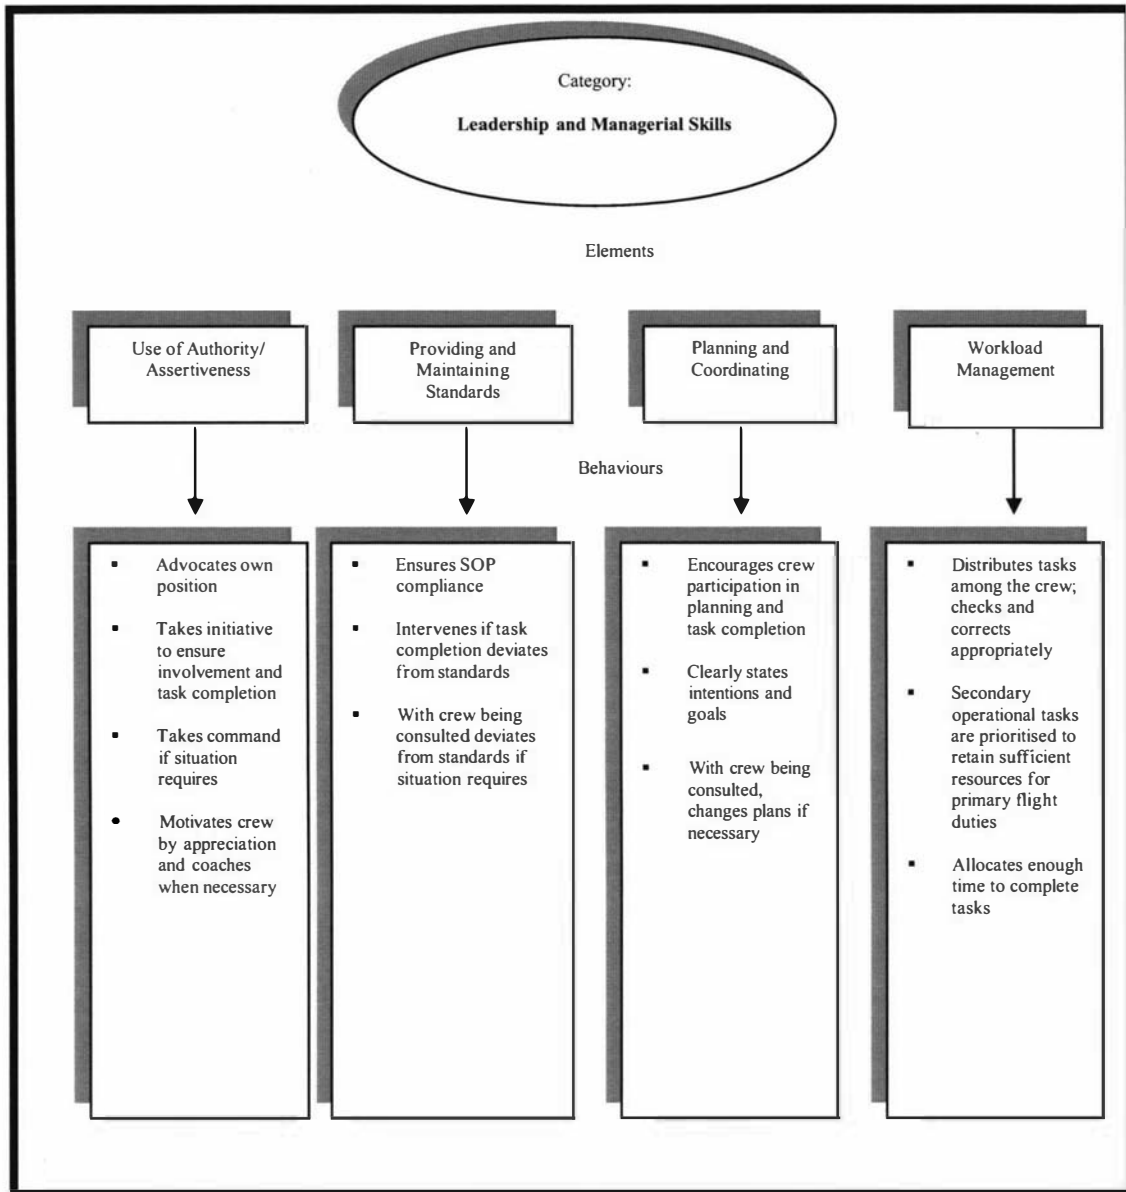 Category:
Leadership and Managerial Skills
Elements
Use of Authority/
Assertiveness
Providing and
Maintaining
Standards
Planning and
Coordinating
Workload
Management
Behaviours
▪ Advocates own
position
▪ Takes initiative
to ensure
involvement and
task completion
▪ Takes command
if situation
requires
• Motivates crew
by appreciation
and coaches
when necessary
▪ Ensures SOP
compliance
▪ Intervenes if task
completion deviates
from standards
▪ With crew being
consulted deviates
from standards if
situation requires
▪ Encourages crew
participation in
planning and
task completion
▪ Clearly states
intentions and
goals
▪ With crew being
consulted,
changes plans if
necessary
▪ Distributes tasks
among the crew;
checks and
corrects
appropriately
▪ Secondary
operational tasks
are prioritised to
retain sufficient
resources for
primary flight
duties
▪ Allocates enough
time to complete
tasks